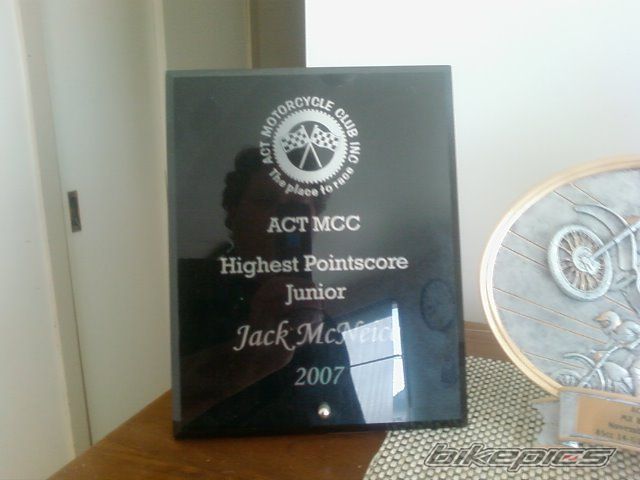 ACT MOTORCYCLE CLUB INC
The place to race
ACT MCC
Highest Pointscore
Junior
Jack McNeice
2007
bikepics